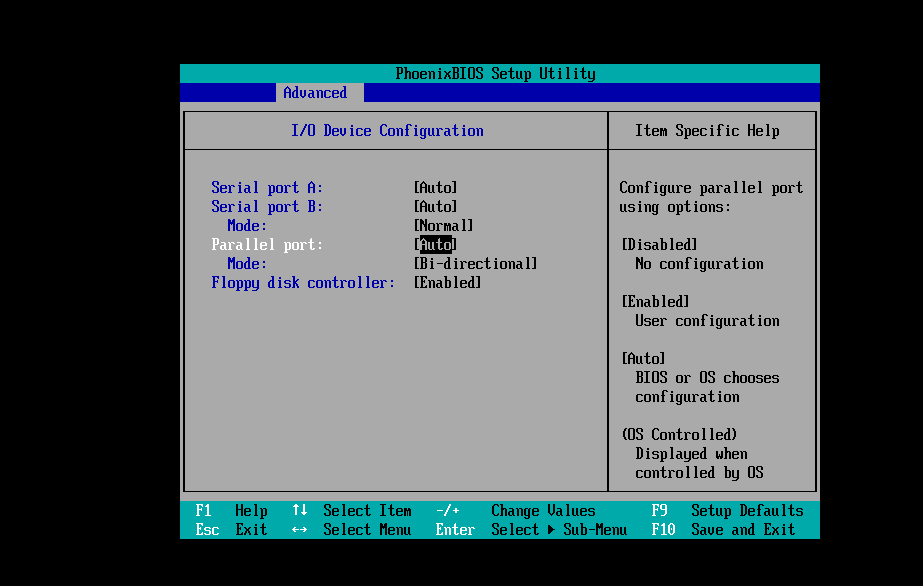 PhoenixBIOS Setup Utility
Advanced
I/O Device Configuration
Item Specific Help
Serial port A: [Auto]
Serial port B: [Auto]
Mode: [Normal]
Parallel port: [Auto]
Mode: [Bi-directional]
Floppy disk controller: [Enabled]
Configure parallel port
using options:
[Disabled]
No configuration
[Enabled]
User configuration
[Auto]
BIOS or OS chooses
configuration
(OS Controlled)
Displayed when
controlled by OS
F1 Help ↑↓ Select Item -/+ Change Values F9 Setup Defaults
Esc Exit ↔ Select Menu Enter Select ▶ Sub-Menu F10 Save and Exit